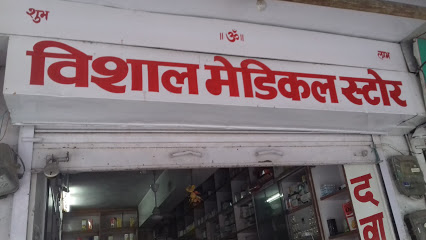 शुभ ॥ ॐ ॥ लाभ
विशाल मेडिकल स्टोर